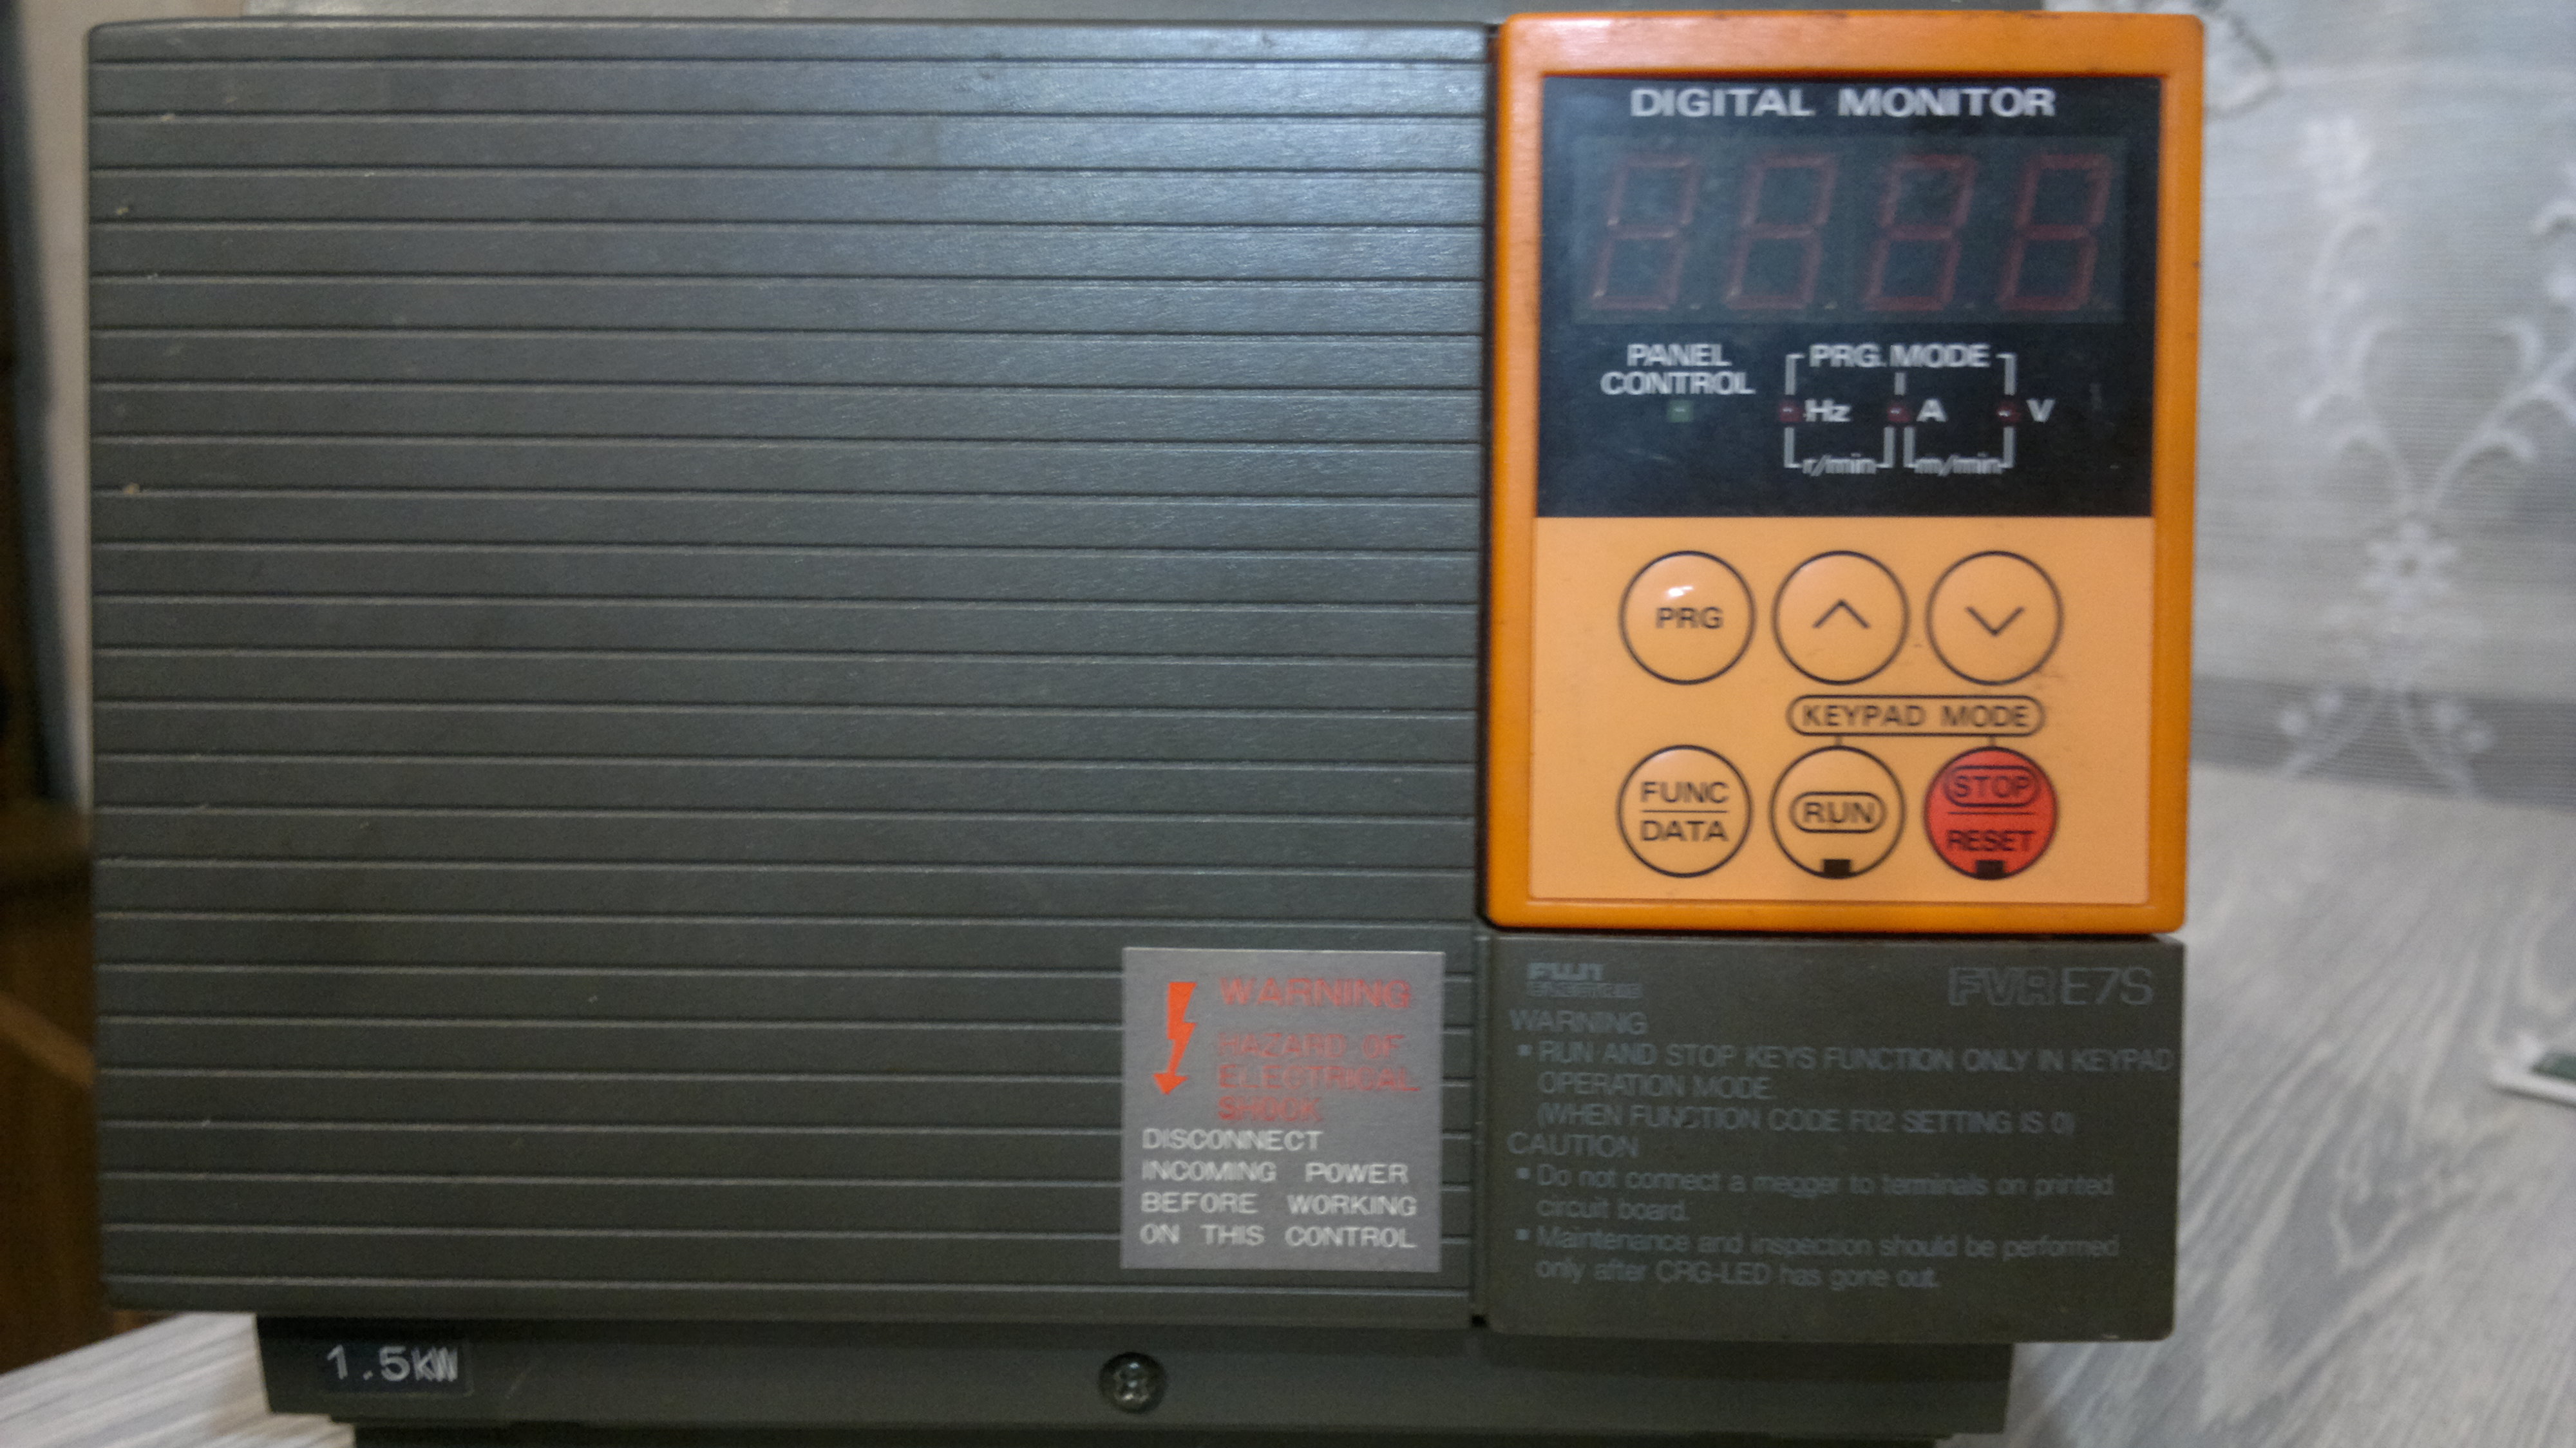 DIGITAL MONITOR
PANEL
CONTROL
PRG. MODE
Hz A V
r/min m/min
PRG
KEYPAD MODE
FUNC
DATA
RUN
STOP
RESET
WARNING
HAZARD OF
ELECTRICAL
SHOCK
DISCONNECT
INCOMING POWER
BEFORE WORKING
ON THIS CONTROL
FUJI
ELECTRIC
FVR E7S
WARNING
RUN AND STOP KEYS FUNCTION ONLY IN KEYPAD
OPERATION MODE.
(WHEN FUNCTION CODE F02 SETTING IS 0)
CAUTION
Do not connect a megger to terminals on printed
circuit board.
Maintenance and inspection should be performed
only after CRG-LED has gone out.
1.5kW